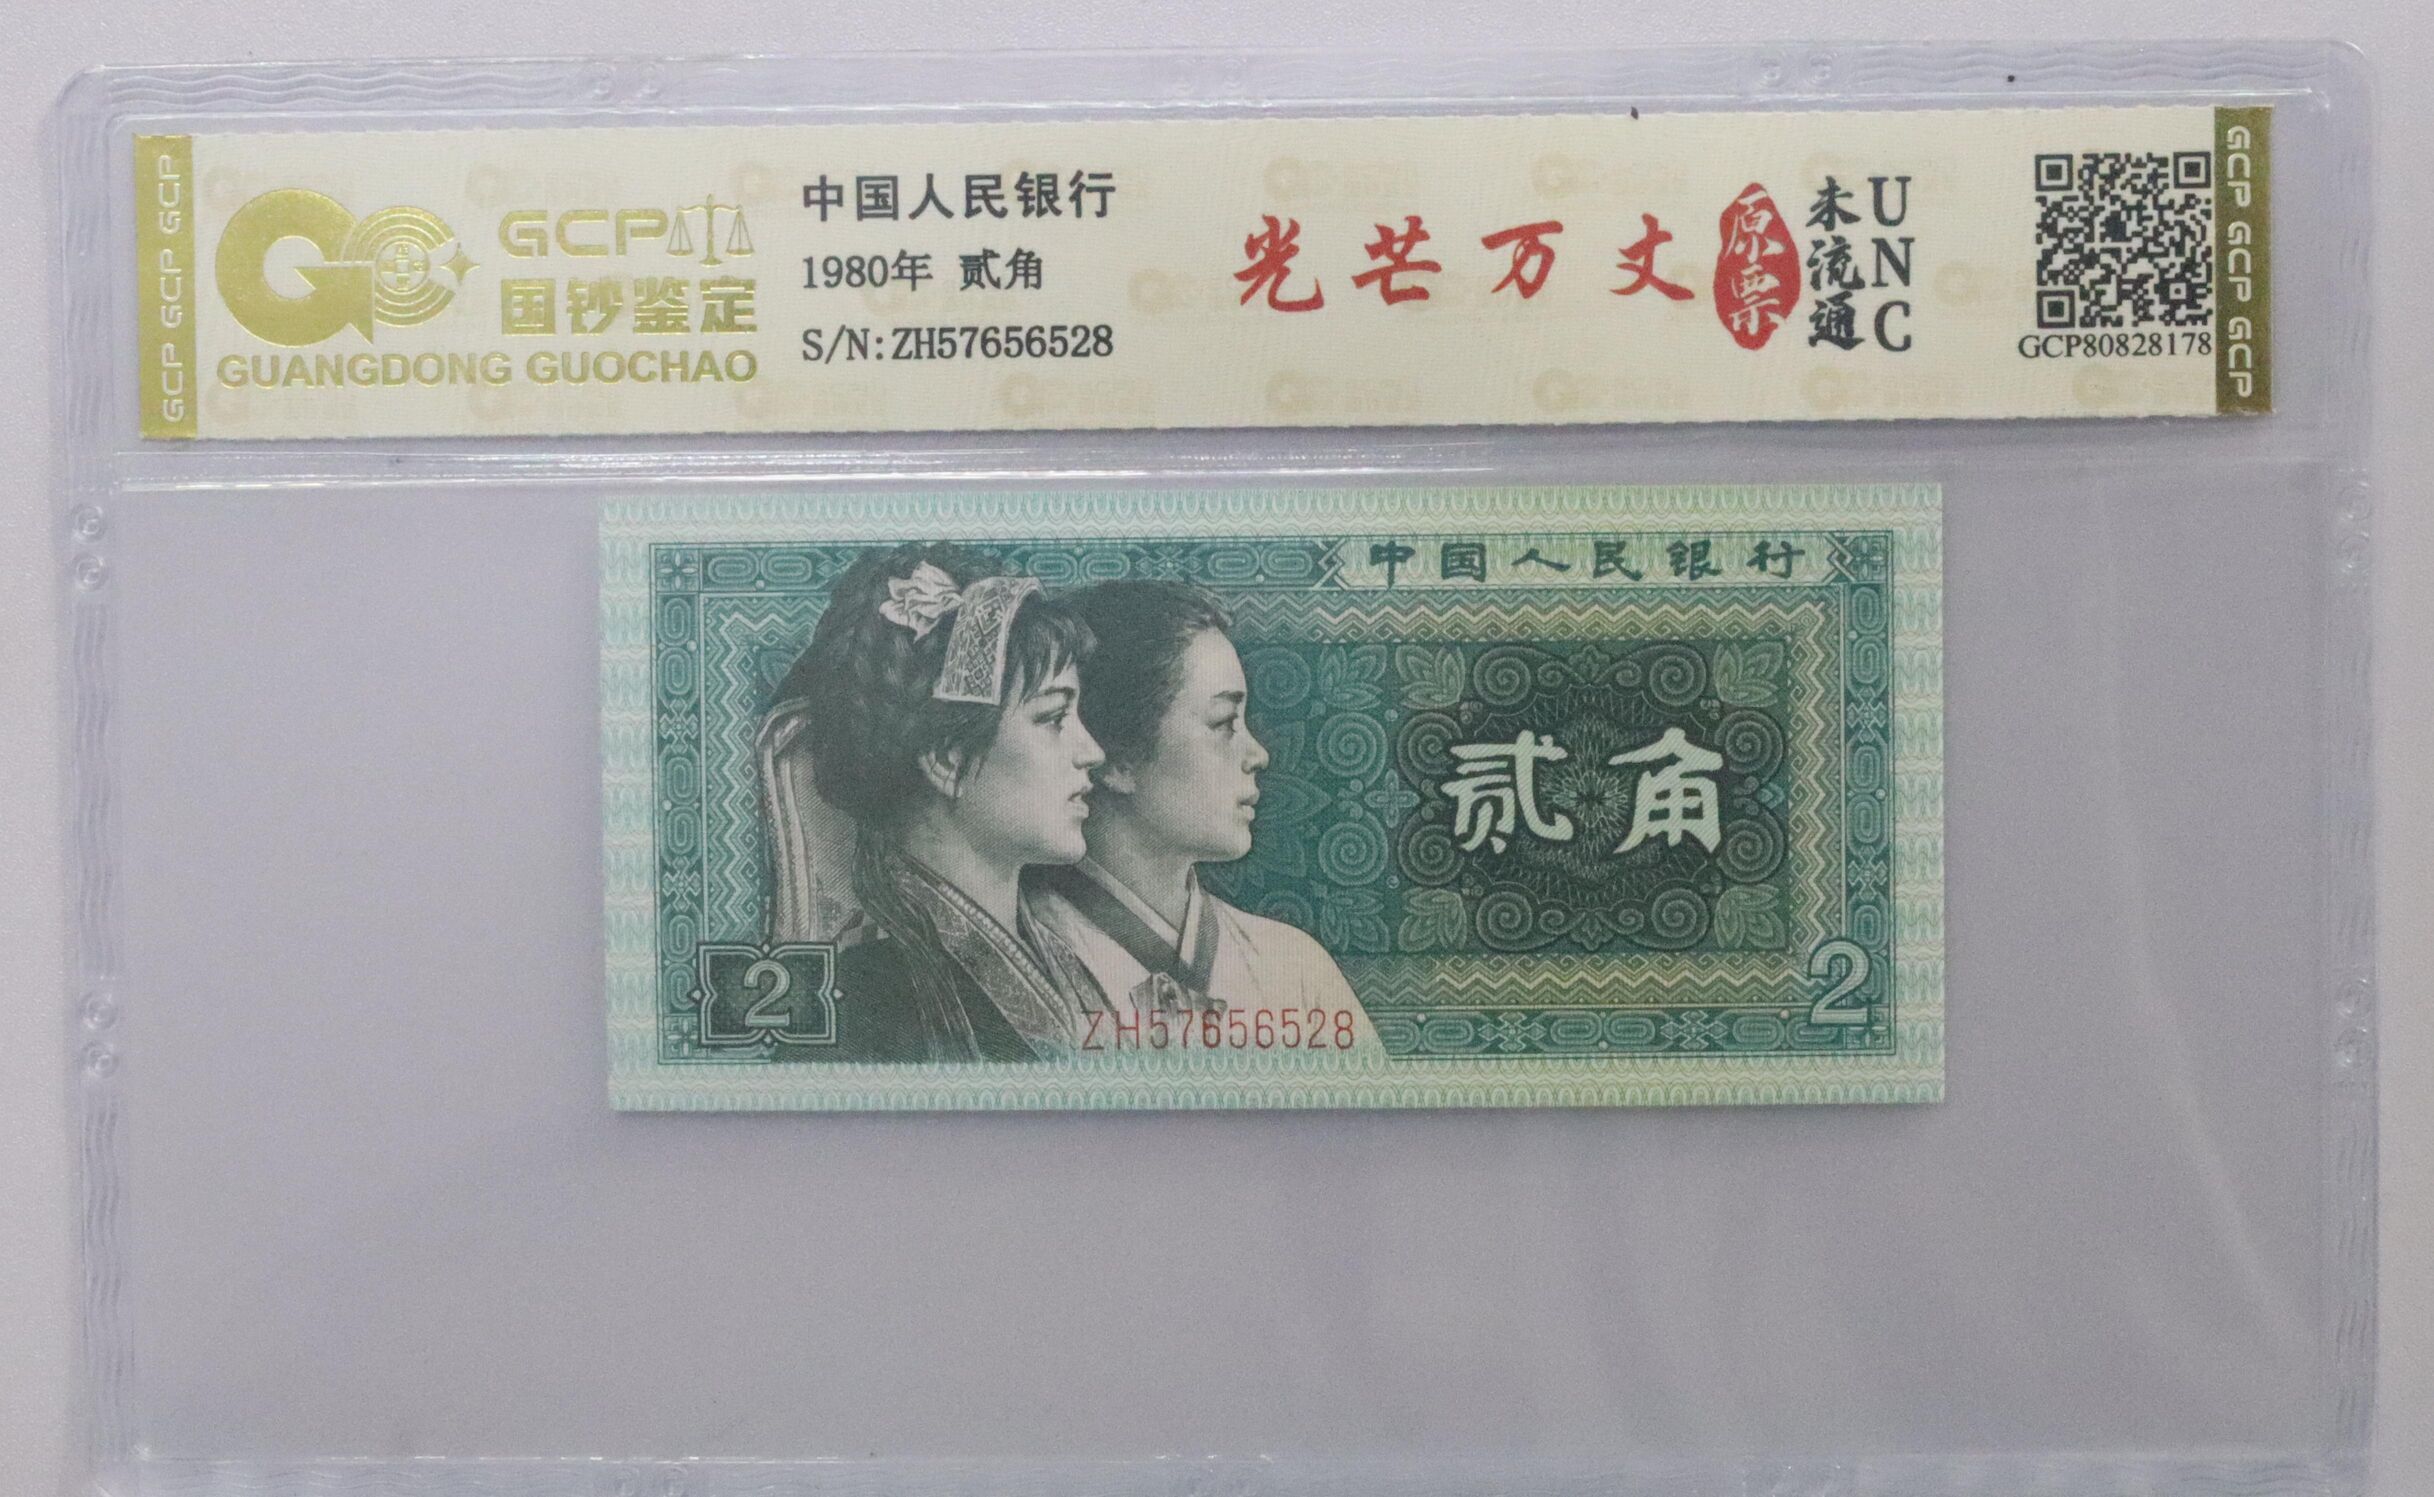 GCP GCP GCP
GCP
国钞鉴定
GUANGDONG GUOCHAO
中国人民银行
1980年 贰角
S/N:ZH57656528
光芒万丈
原票
未流通
UNC
GCP80828178
GCP GCP GCP
中国人民银行
贰角
2
2
ZH57656528